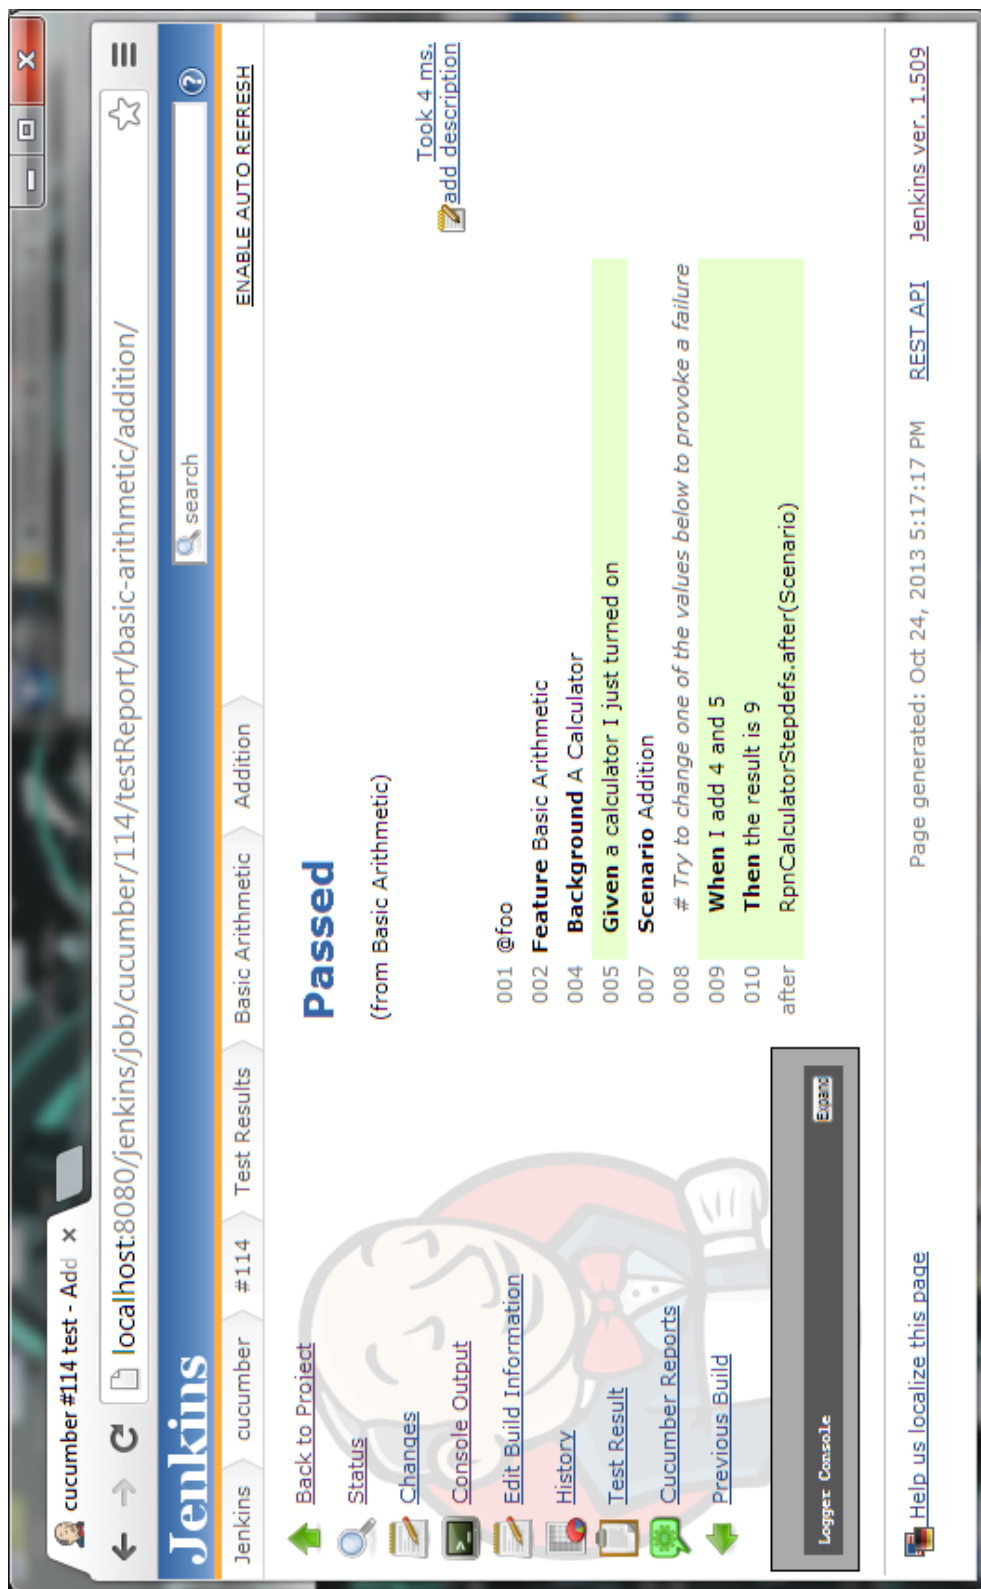 cucumber #114 test - Add
localhost:8080/jenkins/job/cucumber/114/testReport/basic-arithmetic/addition/
Jenkins
search
?
Jenkins cucumber #114 Test Results Basic Arithmetic Addition
ENABLE AUTO REFRESH
Back to Project
Status
Changes
Console Output
Edit Build Information
History
Test Result
Cucumber Reports
Previous Build
Logger Console
Expand
Passed
(from Basic Arithmetic)
Took 4 ms.
add description
001 @foo
002 Feature Basic Arithmetic
004 Background A Calculator
005 Given a calculator I just turned on
007 Scenario Addition
008 # Try to change one of the values below to provoke a failure
009 When I add 4 and 5
010 Then the result is 9
after RpnCalculatorStepdefs.after(Scenario)
Help us localize this page
Page generated: Oct 24, 2013 5:17:17 PM
REST API
Jenkins ver. 1.509